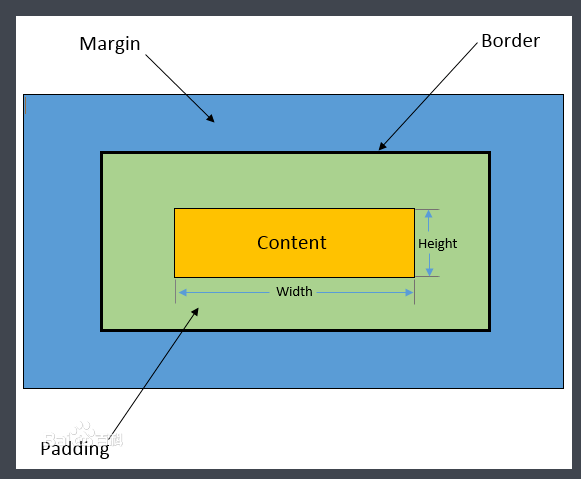 Margin
Border
Content
Height
Width
Padding